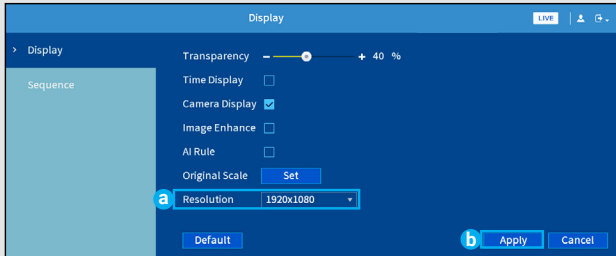 Display
LIVE
Display
Sequence
Transparency 40 %
Time Display
Camera Display
Image Enhance
AI Rule
Original Scale Set
a Resolution 1920x1080
Default b Apply Cancel